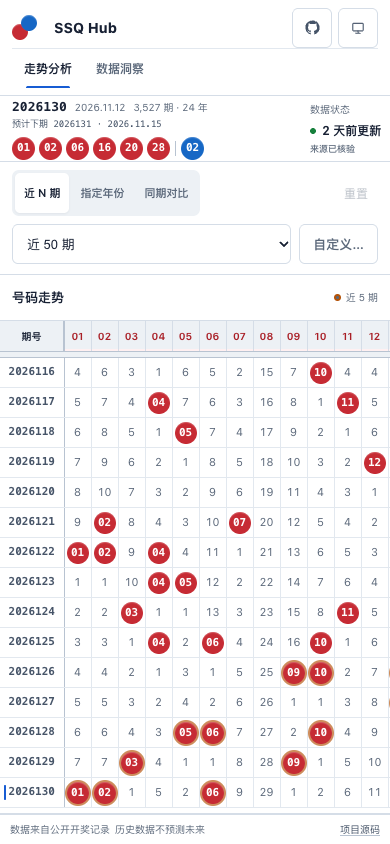 SSQ Hub
走势分析 数据洞察
2026130 2026.11.12 3,527 期 · 24 年
预计下期 2026131 · 2026.11.15
01 02 06 16 20 28 02
数据状态
2 天前更新
来源已核验
近 N 期 指定年份 同期对比 重置
近 50 期 自定义…
号码走势 近 5 期
期号 01 02 03 04 05 06 07 08 09 10 11 12
2026116 4 6 3 1 6 5 2 15 7 10 4 4
2026117 5 7 4 04 7 6 3 16 8 1 11 5
2026118 6 8 5 1 05 7 4 17 9 2 1 6
2026119 7 9 6 2 1 8 5 18 10 3 2 12
2026120 8 10 7 3 2 9 6 19 11 4 3 1
2026121 9 02 8 4 3 10 07 20 12 5 4 2
2026122 01 02 9 04 4 11 1 21 13 6 5 3
2026123 1 1 10 04 05 12 2 22 14 7 6 4
2026124 2 2 03 1 1 13 3 23 15 8 11 5
2026125 3 3 1 04 2 06 4 24 16 10 1 6
2026126 4 4 2 1 3 1 5 25 09 10 2 7
2026127 5 5 3 2 4 2 6 26 1 1 3 8
2026128 6 6 4 3 05 06 7 27 2 10 4 9
2026129 7 7 03 4 1 1 8 28 09 1 5 10
2026130 01 02 1 5 2 06 9 29 1 2 6 11
数据来自公开开奖记录 历史数据不预测未来 项目源码